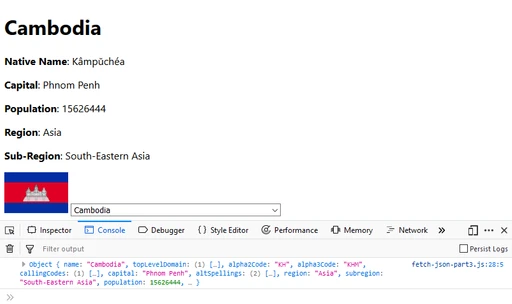 Cambodia
Native Name: Kâmpŭchéa
Capital: Phnom Penh
Population: 15626444
Region: Asia
Sub-Region: South-Eastern Asia
Cambodia
Inspector Console Debugger Style Editor Performance Memory Network »
Filter output Persist Logs
Object { name: "Cambodia", topLevelDomain: (1) […], alpha2Code: "KH", alpha3Code: "KHM", fetch-json-part3.js:28:5
callingCodes: (1) […], capital: "Phnom Penh", altSpellings: (2) […], region: "Asia", subregion:
"South-Eastern Asia", population: 15626444, … }
»